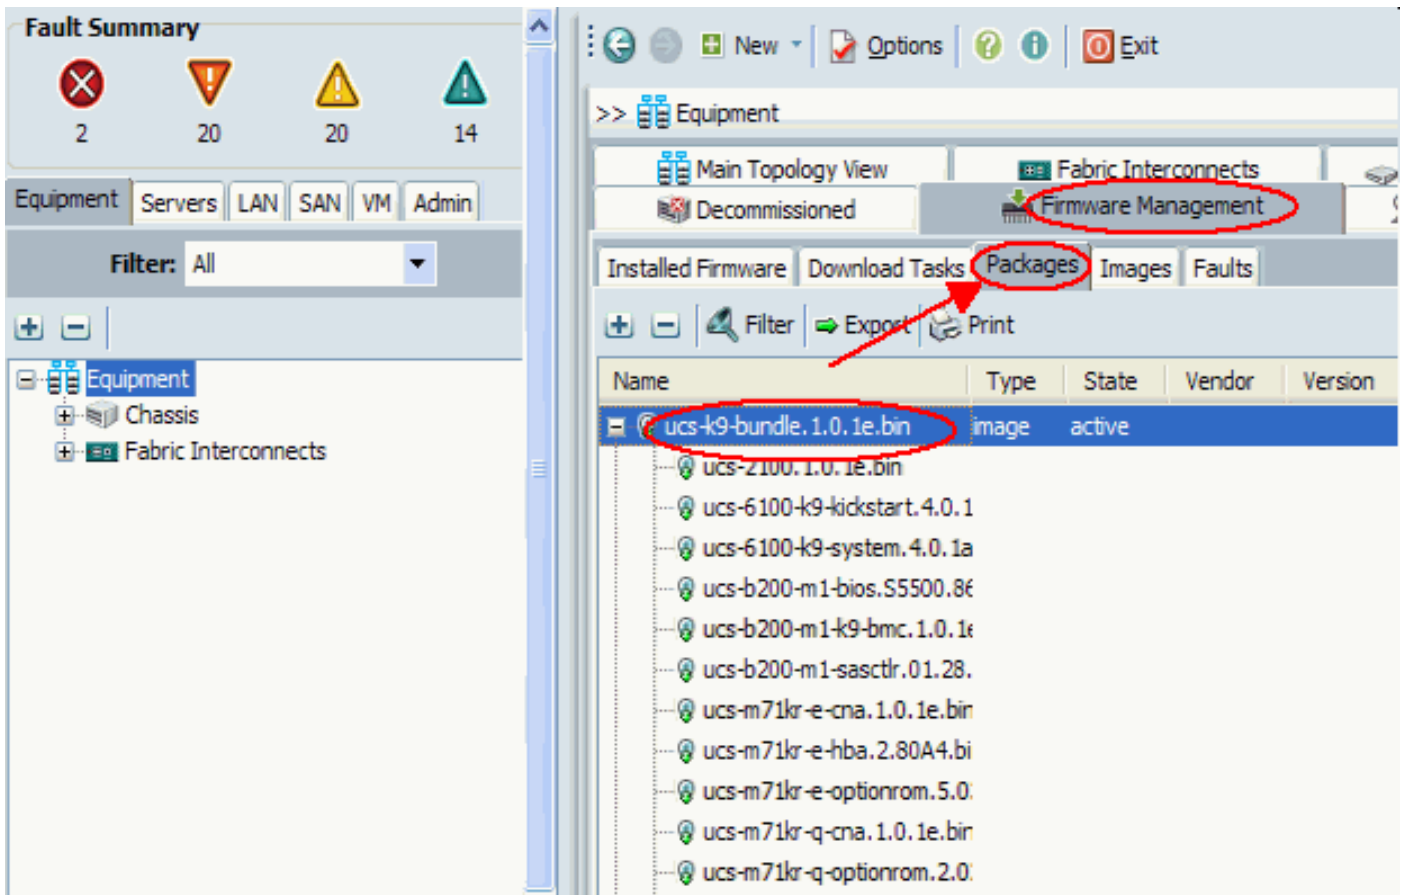 Fault Summary
2 20 20 14
Equipment Servers LAN SAN VM Admin
Filter: All
Equipment
Chassis
Fabric Interconnects
New Options Exit
>> Equipment
Main Topology View Fabric Interconnects
Decommissioned Firmware Management
Installed Firmware Download Tasks Packages Images Faults
Filter Export Print
Name Type State Vendor Version
ucs-k9-bundle.1.0.1e.bin image active
ucs-2100.1.0.1e.bin
ucs-6100-k9-kickstart.4.0.1
ucs-6100-k9-system.4.0.1a
ucs-b200-m1-bios.S5500.86
ucs-b200-m1-k9-bmc.1.0.1e
ucs-b200-m1-sasctlr.01.28.
ucs-m71kr-e-cna.1.0.1e.bin
ucs-m71kr-e-hba.2.80A4.bi
ucs-m71kr-e-optionrom.5.0
ucs-m71kr-q-cna.1.0.1e.bin
ucs-m71kr-q-optionrom.2.0